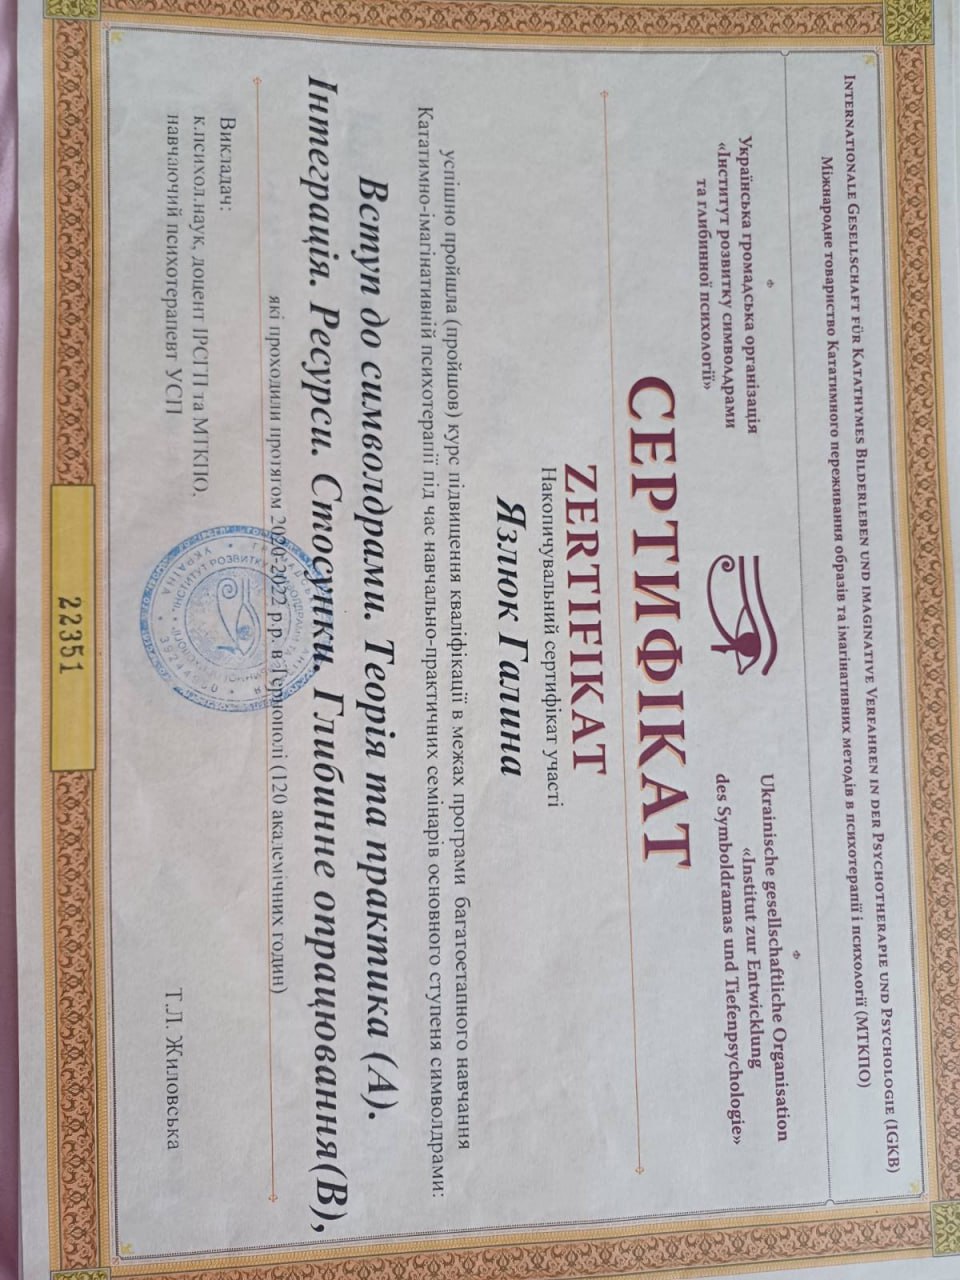 INTERNATIONALE GESELLSCHAFT FÜR KATATHYMES BILDERLEBEN UND IMAGINATIVE VERFAHREN IN DER PSYCHOTHERAPIE UND PSYCHOLOGIE (IGKB)
Міжнародне товариство Кататимного переживання образів та імагінативних методів в психотерапії і психології (МТКПО)
Українська громадська організація
«Інститут розвитку символдрами
та глибинної психології»
Ukrainische gesellschaftliche Organisation
«Institut zur Entwicklung
des Symboldramas und Tiefenpsychologie»
СЕРТИФІКАТ
ZERTIFIKAT
Накопичувальний сертифікат участі
Язлюк Галина
успішно пройшла (пройшов) курс підвищення кваліфікації в межах програми багатоетапного навчання
Кататимно-імагінативній психотерапії під час навчально-практичних семінарів основного ступеня символдрами:
Вступ до символдрами. Теорія та практика (А).
Інтеграція. Ресурси. Стосунки. Глибинне опрацювання(В),
які проходили протягом 2020-2022 р.р. в Тернополі (120 академічних годин)
Викладач:
к.психол.наук, доцент ІРСГП та МТКПО,
навчаючий психотерапевт УСП
Т.Л. Жиловська
22351